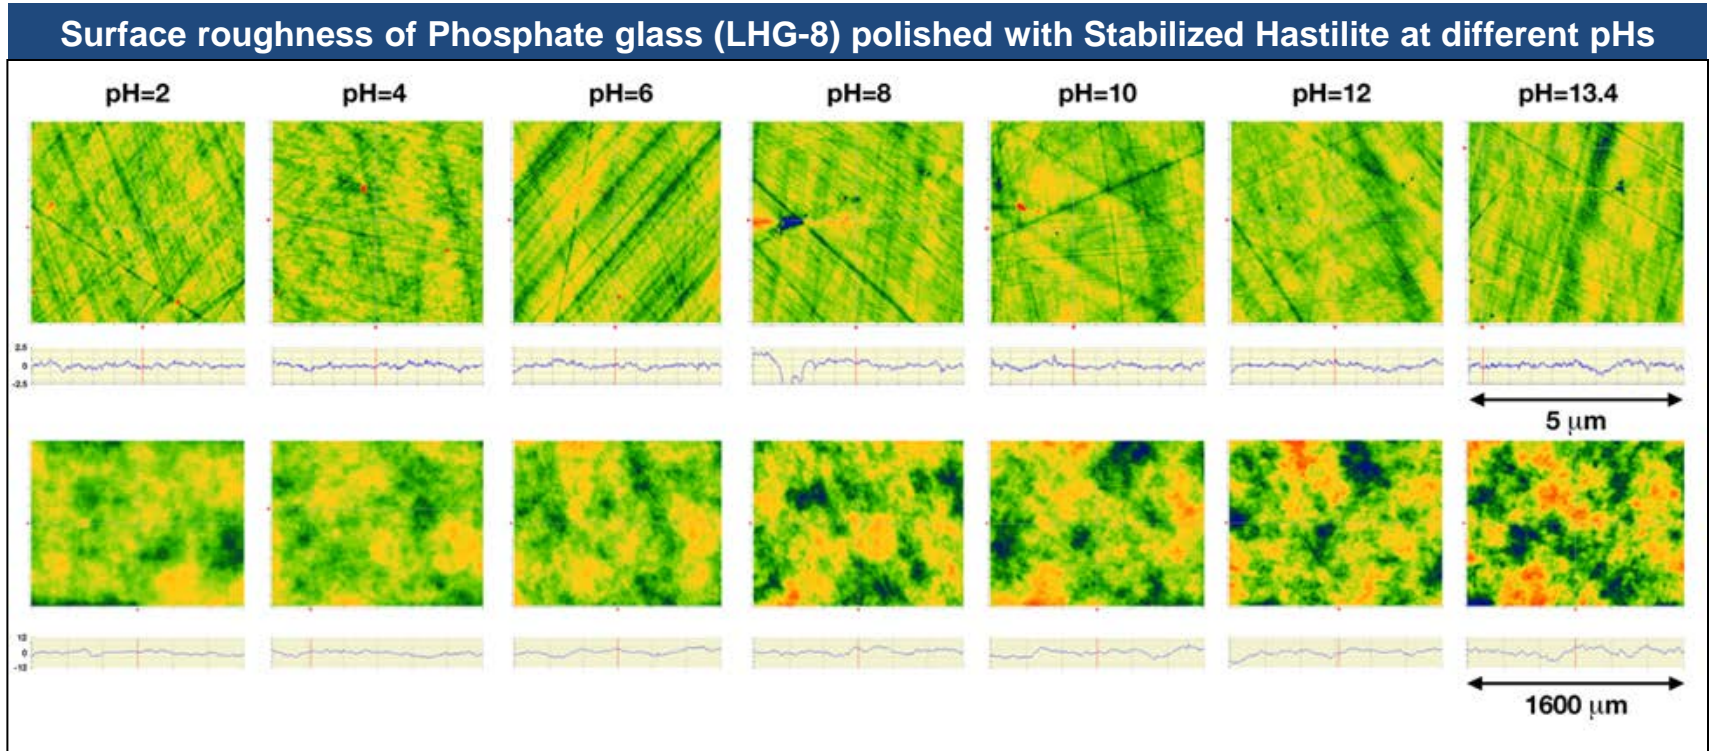 Surface roughness of Phosphate glass (LHG-8) polished with Stabilized Hastilite at different pHs
pH=2 pH=4 pH=6 pH=8 pH=10 pH=12 pH=13.4
2.5
0
-2.5
5 μm
12
0
-12
1600 μm